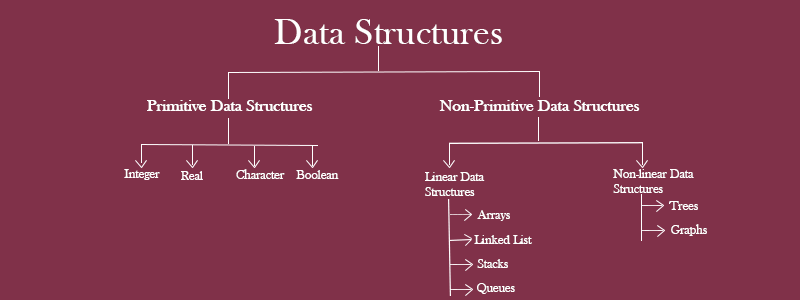 Data Structures
Primitive Data Structures
Non-Primitive Data Structures
Integer
Real
Character
Boolean
Linear Data
Structures
Arrays
Linked List
Stacks
Queues
Non-linear Data
Structures
Trees
Graphs